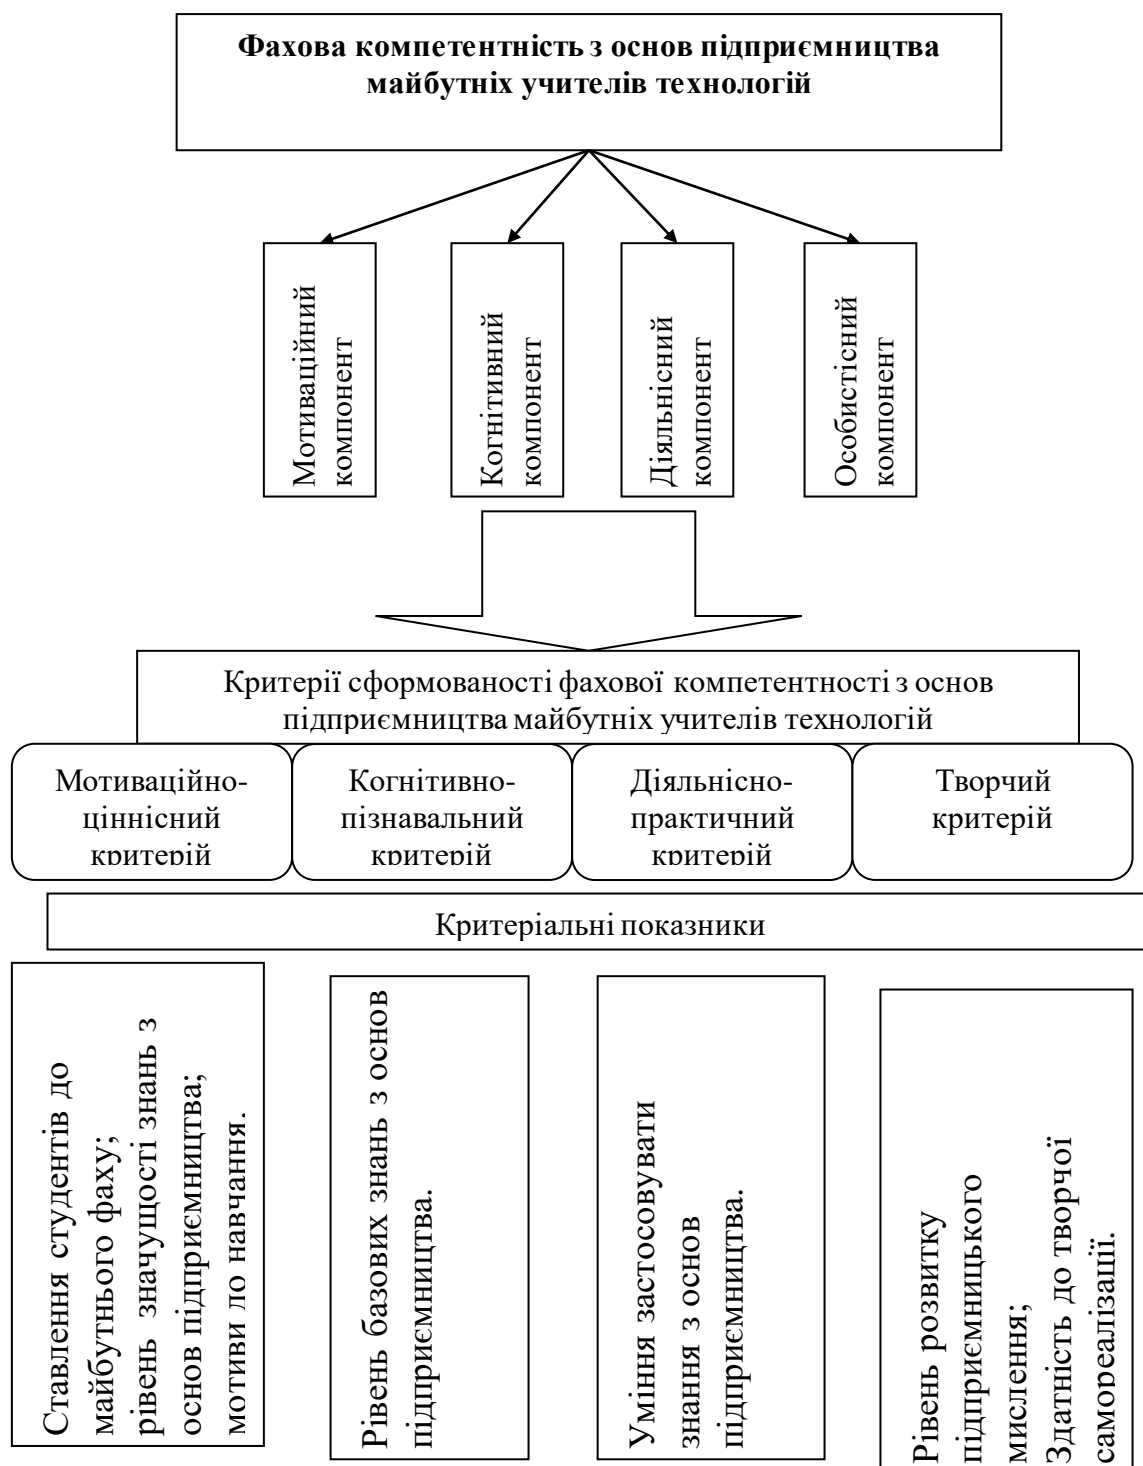 Фахова компетентність з основ підприємництва
майбутніх учителів технологій
Мотиваційний
компонент
Когнітивний
компонент
Діяльнісний
компонент
Особистісний
компонент
Критерії сформованості фахової компетентності з основ
підприємництва майбутніх учителів технологій
Мотиваційно-
ціннісний
критерій
Когнітивно-
пізнавальний
критерій
Діяльнісно-
практичний
критерій
Творчий
критерій
Критеріальні показники
Ставлення студентів до
майбутнього фаху;
рівень значущості знань з
основ підприємництва;
мотиви до навчання.
Рівень базових знань з основ
підприємництва.
Уміння застосовувати
знання з основ
підприємництва.
Рівень розвитку
підприємницького
мислення;
Здатність до творчої
самореалізації.